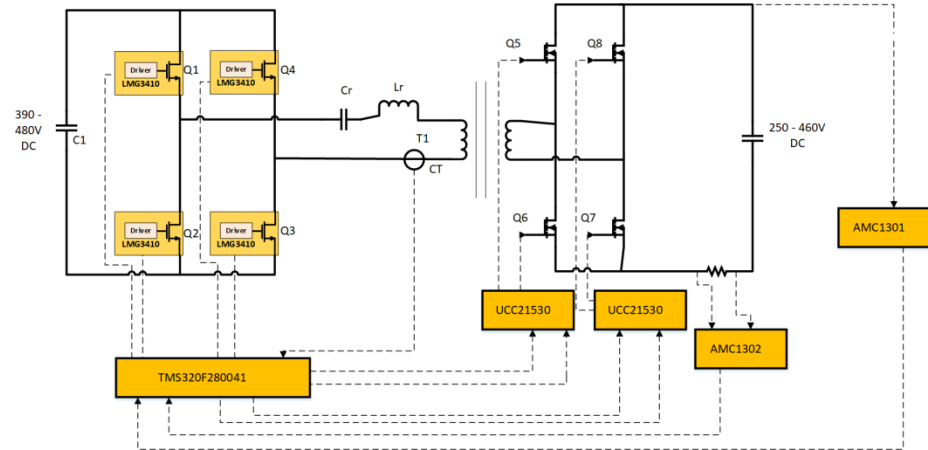 Driver
LMG3410
Q1
Driver
LMG3410
Q4
Q5
Q8
Cr
Lr
390 -
480V
DC
C1
T1
CT
250 - 460V
DC
Driver
LMG3410
Q2
Driver
LMG3410
Q3
Q6
Q7
AMC1301
UCC21530
UCC21530
AMC1302
TMS320F280041